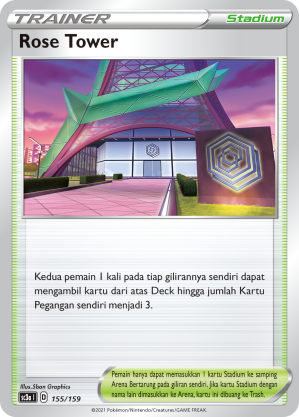 TRAINER
Stadium
Rose Tower
Kedua pemain 1 kali pada tiap gilirannya sendiri dapat
mengambil kartu dari atas Deck hingga jumlah Kartu
Pegangan sendiri menjadi 3.
Illus.5ban Graphics
sc3a I D 155/159
Pemain hanya dapat memasukkan 1 kartu Stadium ke samping
Arena Bertarung pada giliran sendiri. Jika kartu Stadium dengan
nama lain dimasukkan ke Arena, kartu ini dibuang ke Trash.
©2021 Pokémon/Nintendo/Creatures/GAME FREAK.